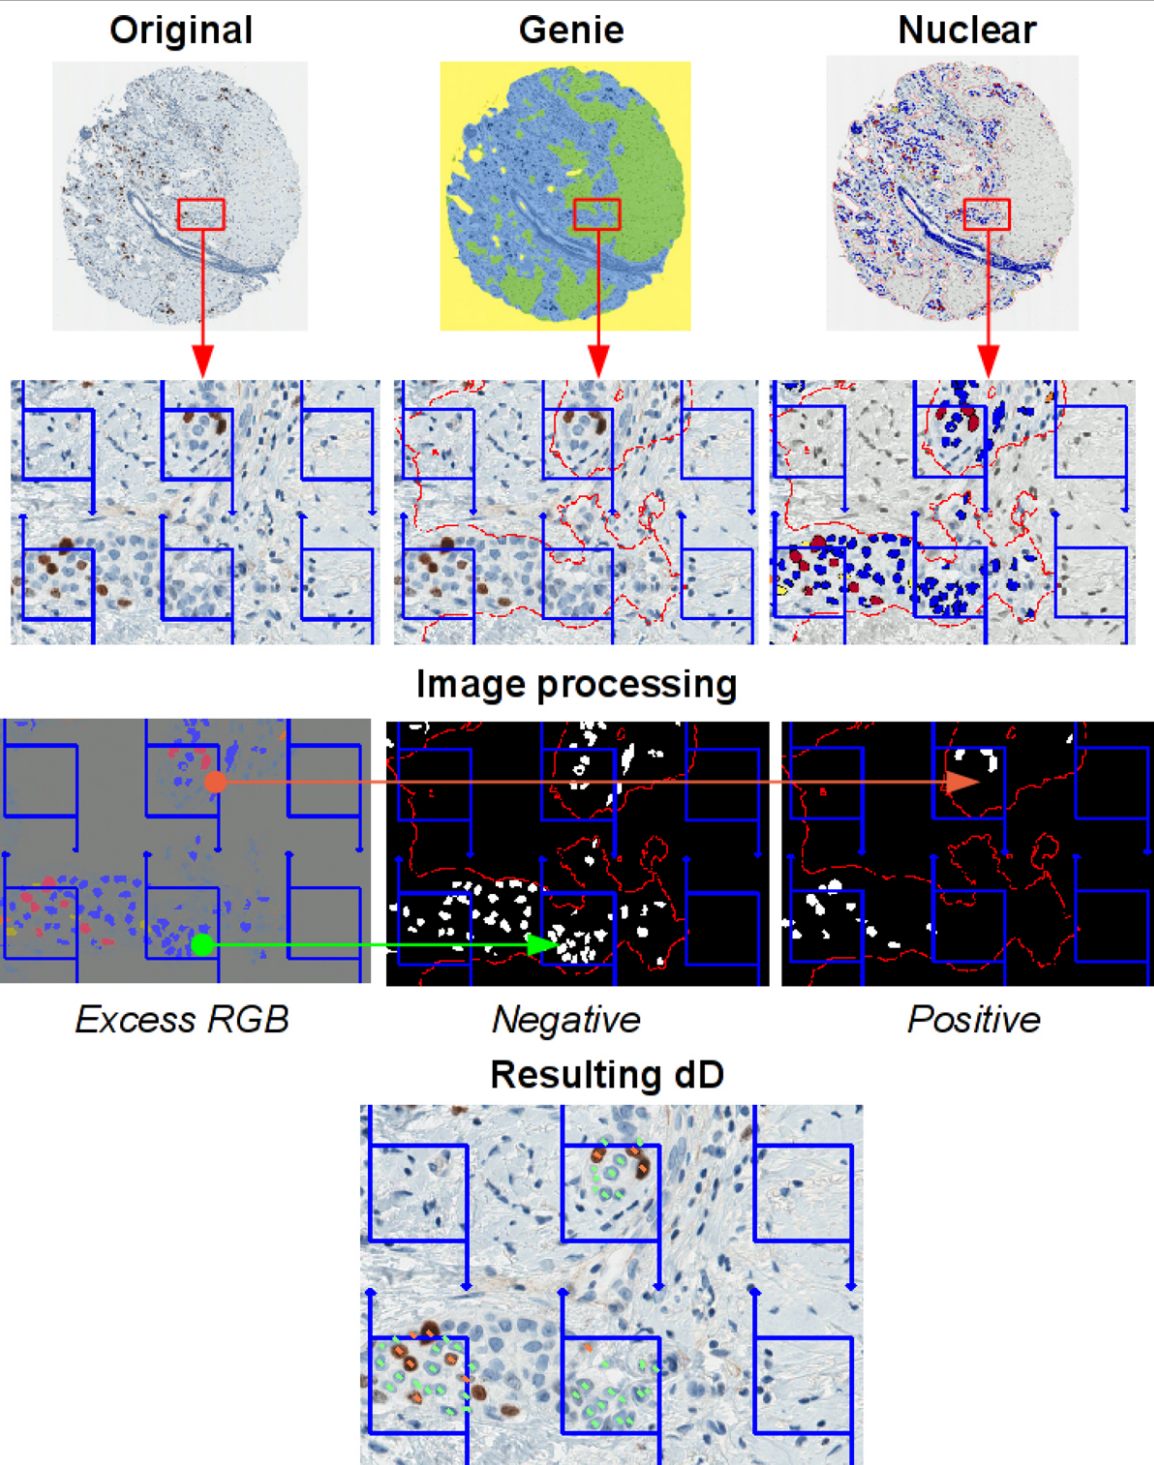 Original Genie Nuclear
Image processing
Excess RGB Negative Positive
Resulting dD